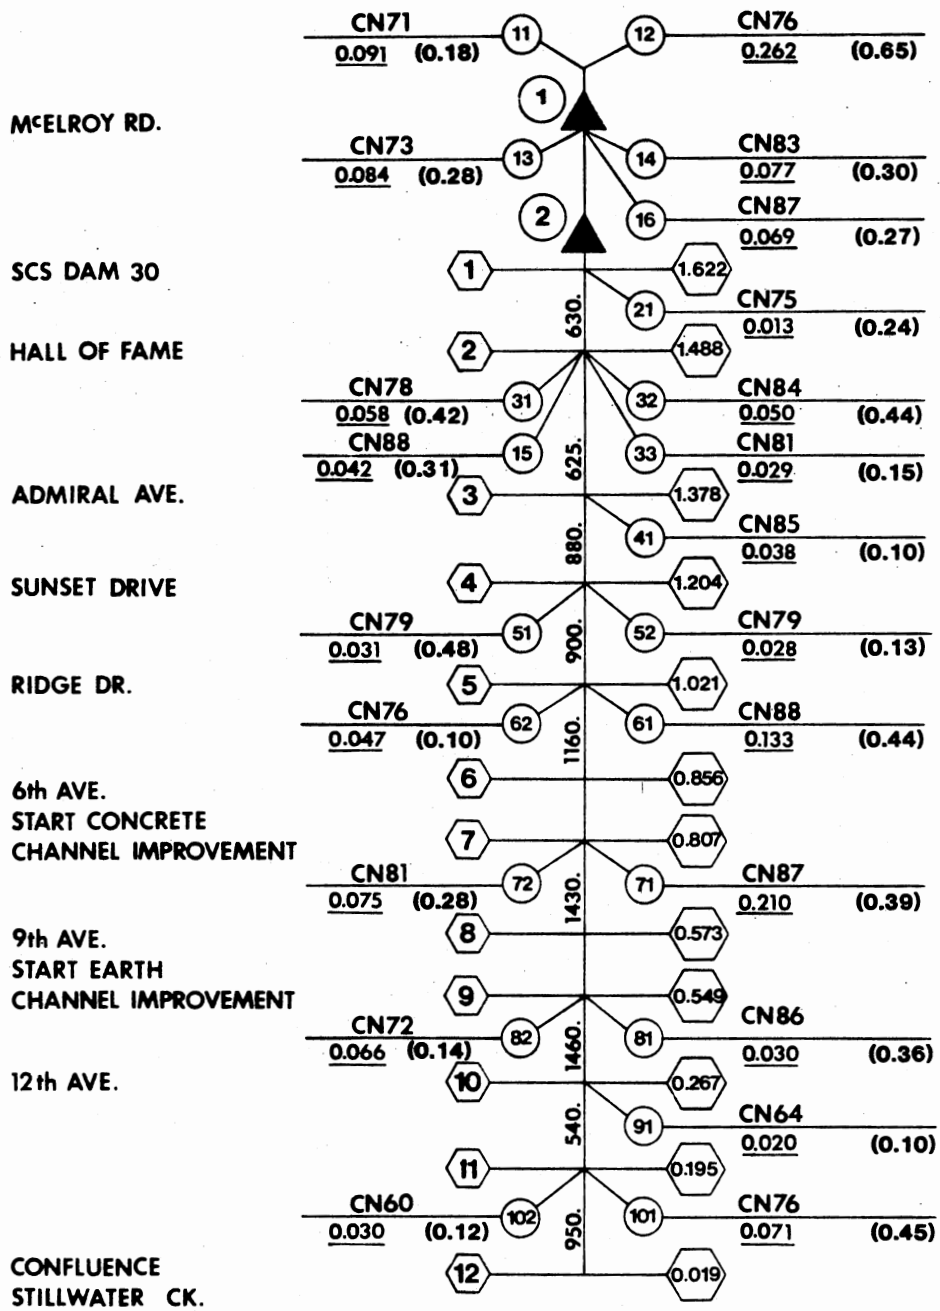 CN71 11 12 CN76
0.091 (0.18) 0.262 (0.65)
1
McELROY RD.
CN73 13 14 CN83
0.084 (0.28) 0.077 (0.30)
2 16 CN87
0.069 (0.27)
SCS DAM 30 1 1.622
630. 21 CN75
0.013 (0.24)
HALL OF FAME 2 1.488
CN78 31 32 CN84
0.058 (0.42) 0.050 (0.44)
CN88 15 625. 33 CN81
0.042 (0.31) 0.029 (0.15)
ADMIRAL AVE. 3 1.378
880. 41 CN85
0.038 (0.10)
SUNSET DRIVE 4 1.204
CN79 51 900. 52 CN79
0.031 (0.48) 0.028 (0.13)
RIDGE DR. 5 1.021
CN76 62 1160. 61 CN88
0.047 (0.10) 0.133 (0.44)
6th AVE. 6 0.856
START CONCRETE
CHANNEL IMPROVEMENT 7 0.807
CN81 72 1430. 71 CN87
0.075 (0.28) 0.210 (0.39)
9th AVE. 8 0.573
START EARTH
CHANNEL IMPROVEMENT 9 0.549
CN72 82 1460. 81 CN86
0.066 (0.14) 0.030 (0.36)
12th AVE. 10 0.267
540. 91 CN64
0.020 (0.10)
11 0.195
CN60 102 950. 101 CN76
0.030 (0.12) 0.071 (0.45)
CONFLUENCE 12 0.019
STILLWATER CK.